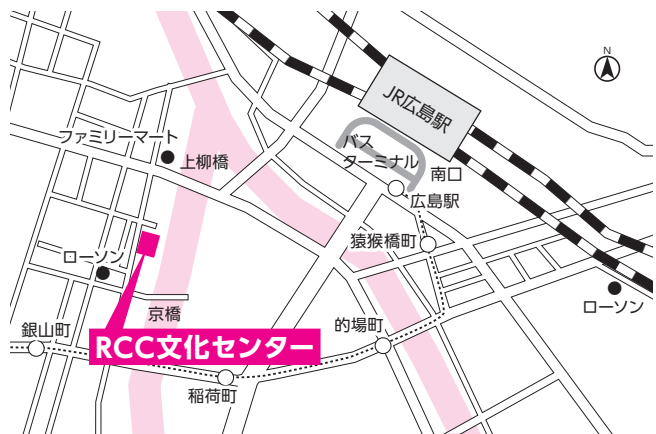 N
JR広島駅
バス
ターミナル
南口
広島駅
ファミリーマート
上柳橋
猿猴橋町
ローソン
ローソン
京橋
銀山町
RCC文化センター
的場町
稲荷町